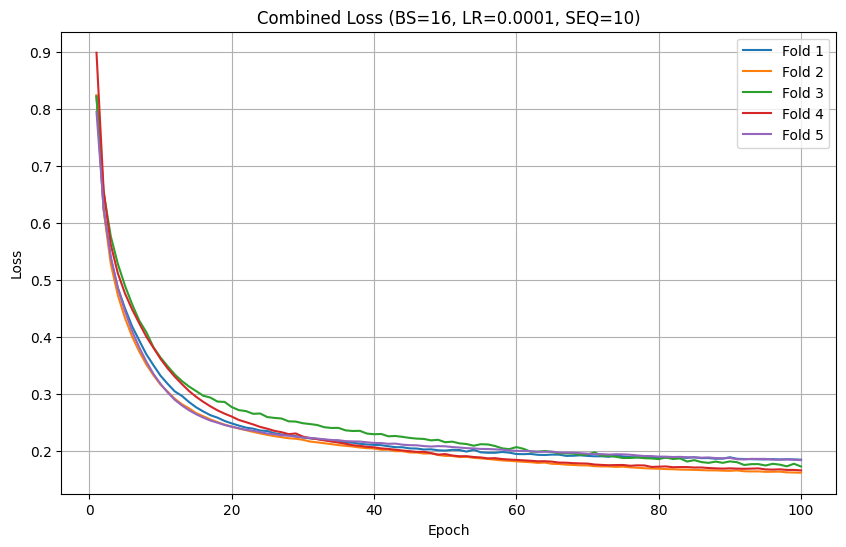 Combined Loss (BS=16, LR=0.0001, SEQ=10)
Loss
0.9
0.8
0.7
0.6
0.5
0.4
0.3
0.2
Fold 1
Fold 2
Fold 3
Fold 4
Fold 5
0 20 40 60 80 100
Epoch